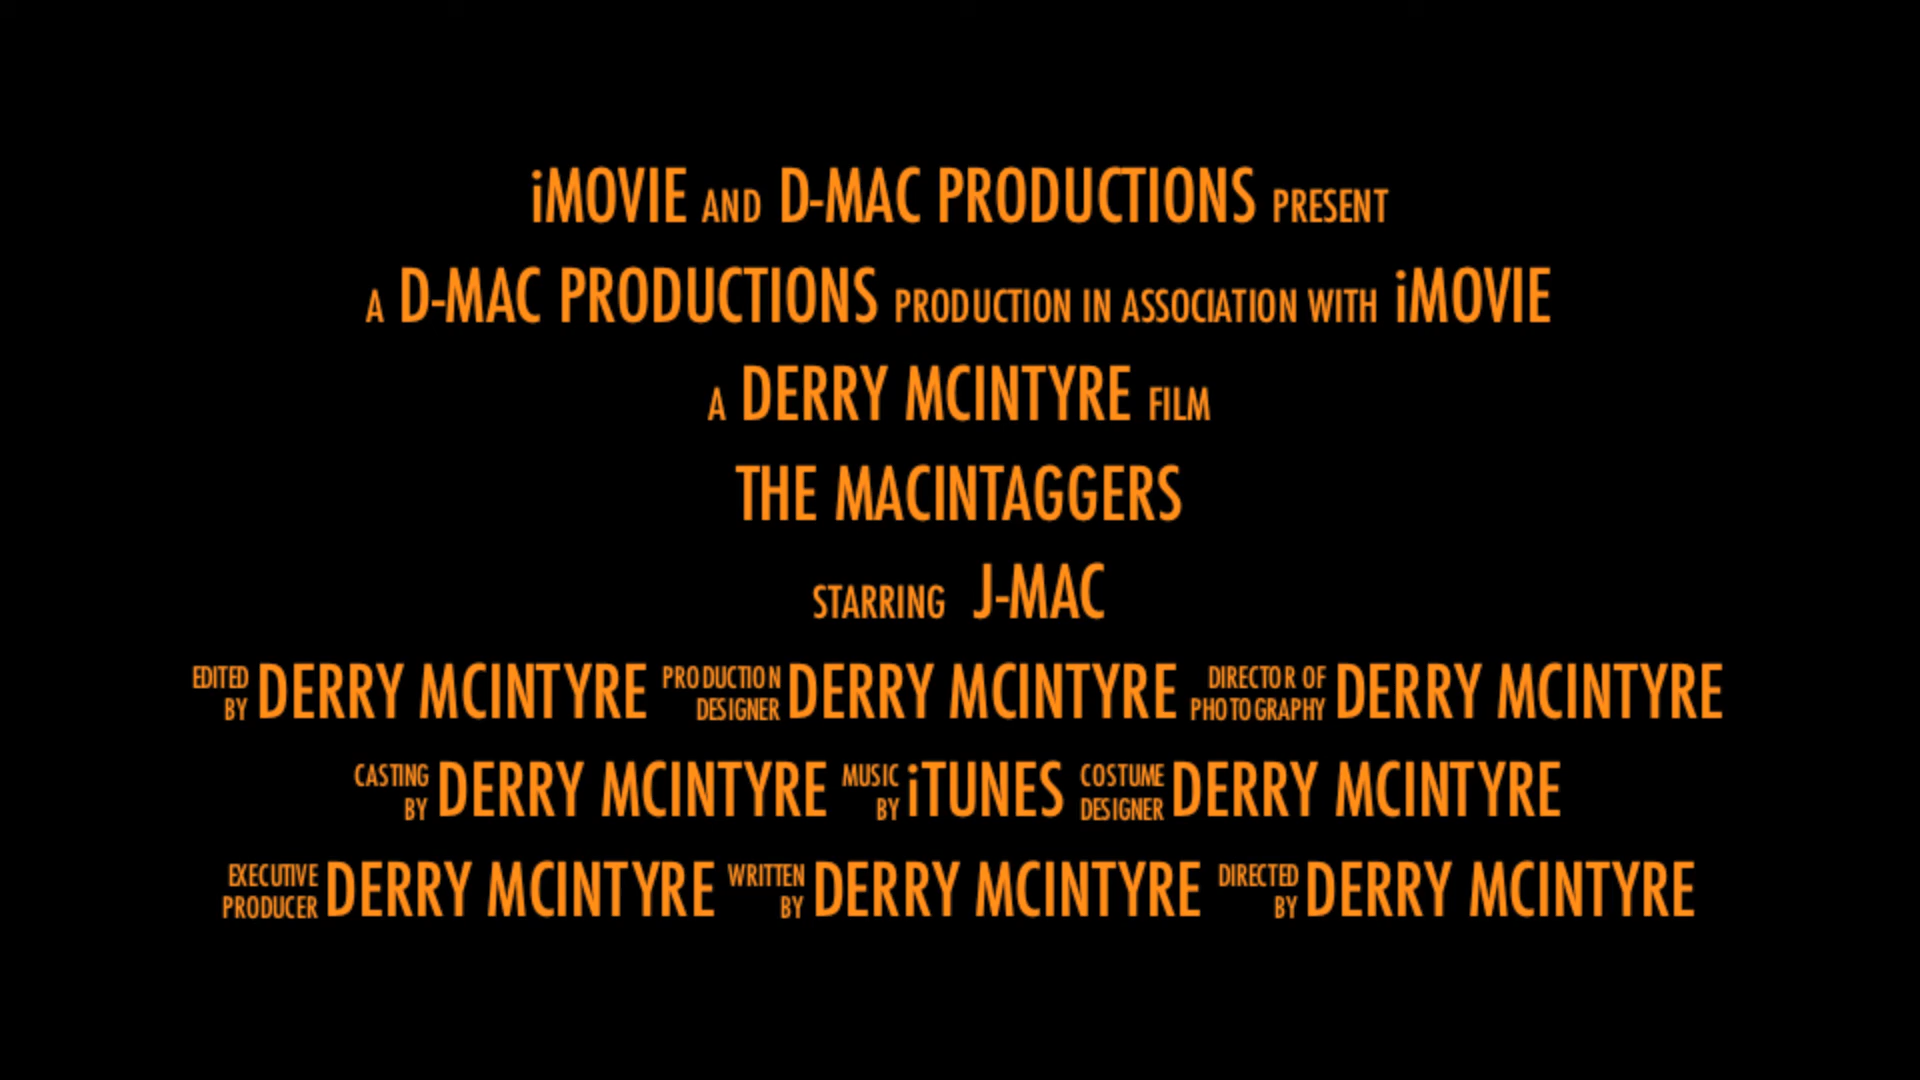 iMOVIE AND D-MAC PRODUCTIONS PRESENT
A D-MAC PRODUCTIONS PRODUCTION IN ASSOCIATION WITH iMOVIE
A DERRY MCINTYRE FILM
THE MACINTAGGERS
STARRING J-MAC
EDITED BY DERRY MCINTYRE PRODUCTION DESIGNER DERRY MCINTYRE DIRECTOR OF PHOTOGRAPHY DERRY MCINTYRE
CASTING BY DERRY MCINTYRE MUSIC BY iTUNES COSTUME DESIGNER DERRY MCINTYRE
EXECUTIVE PRODUCER DERRY MCINTYRE WRITTEN BY DERRY MCINTYRE DIRECTED BY DERRY MCINTYRE